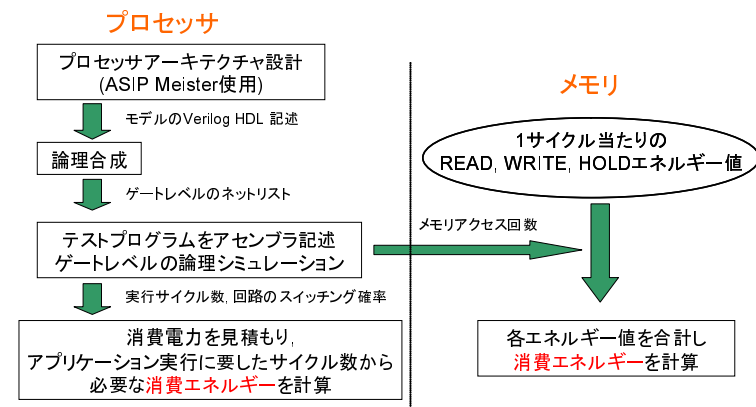 プロセッサ
プロセッサアーキテクチャ設計
(ASIP Meister使用)
モデルのVerilog HDL 記述
論理合成
ゲートレベルのネットリスト
テストプログラムをアセンブラ記述
ゲートレベルの論理シミュレーション
実行サイクル数, 回路のスイッチング確率
消費電力を見積もり,
アプリケーション実行に要したサイクル数から
必要な消費エネルギーを計算
メモリアクセス回数
メモリ
1サイクル当たりの
READ, WRITE, HOLDエネルギー値
各エネルギー値を合計し
消費エネルギーを計算